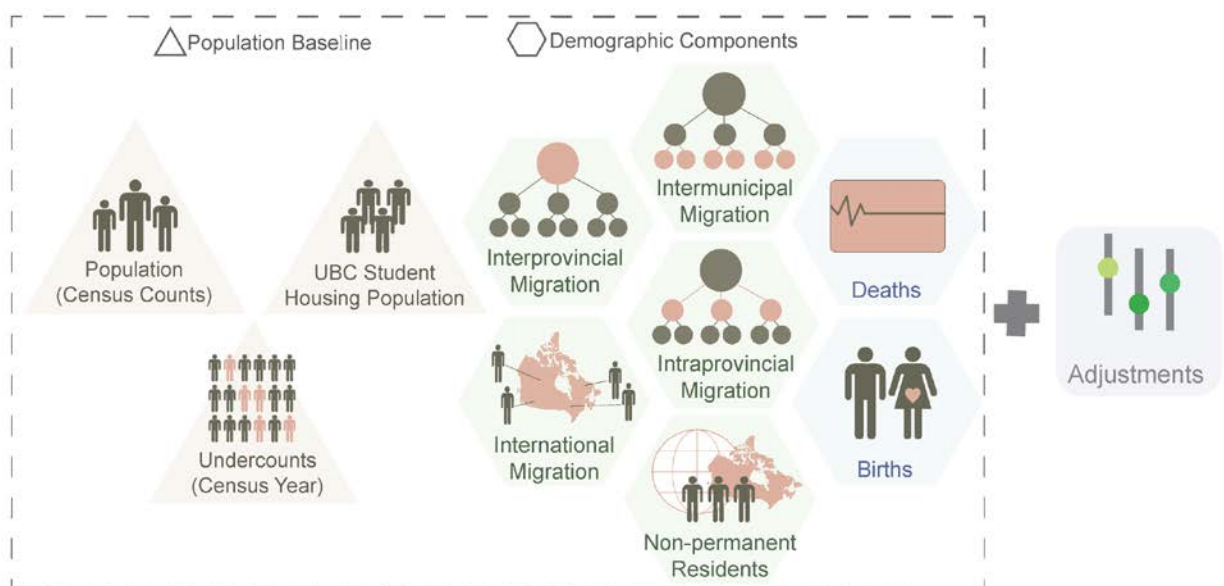 Population Baseline
Demographic Components
Population
(Census Counts)
UBC Student
Housing Population
Undercounts
(Census Year)
Interprovincial
Migration
Intermunicipal
Migration
Deaths
International
Migration
Intraprovincial
Migration
Births
Non-permanent
Residents
Adjustments